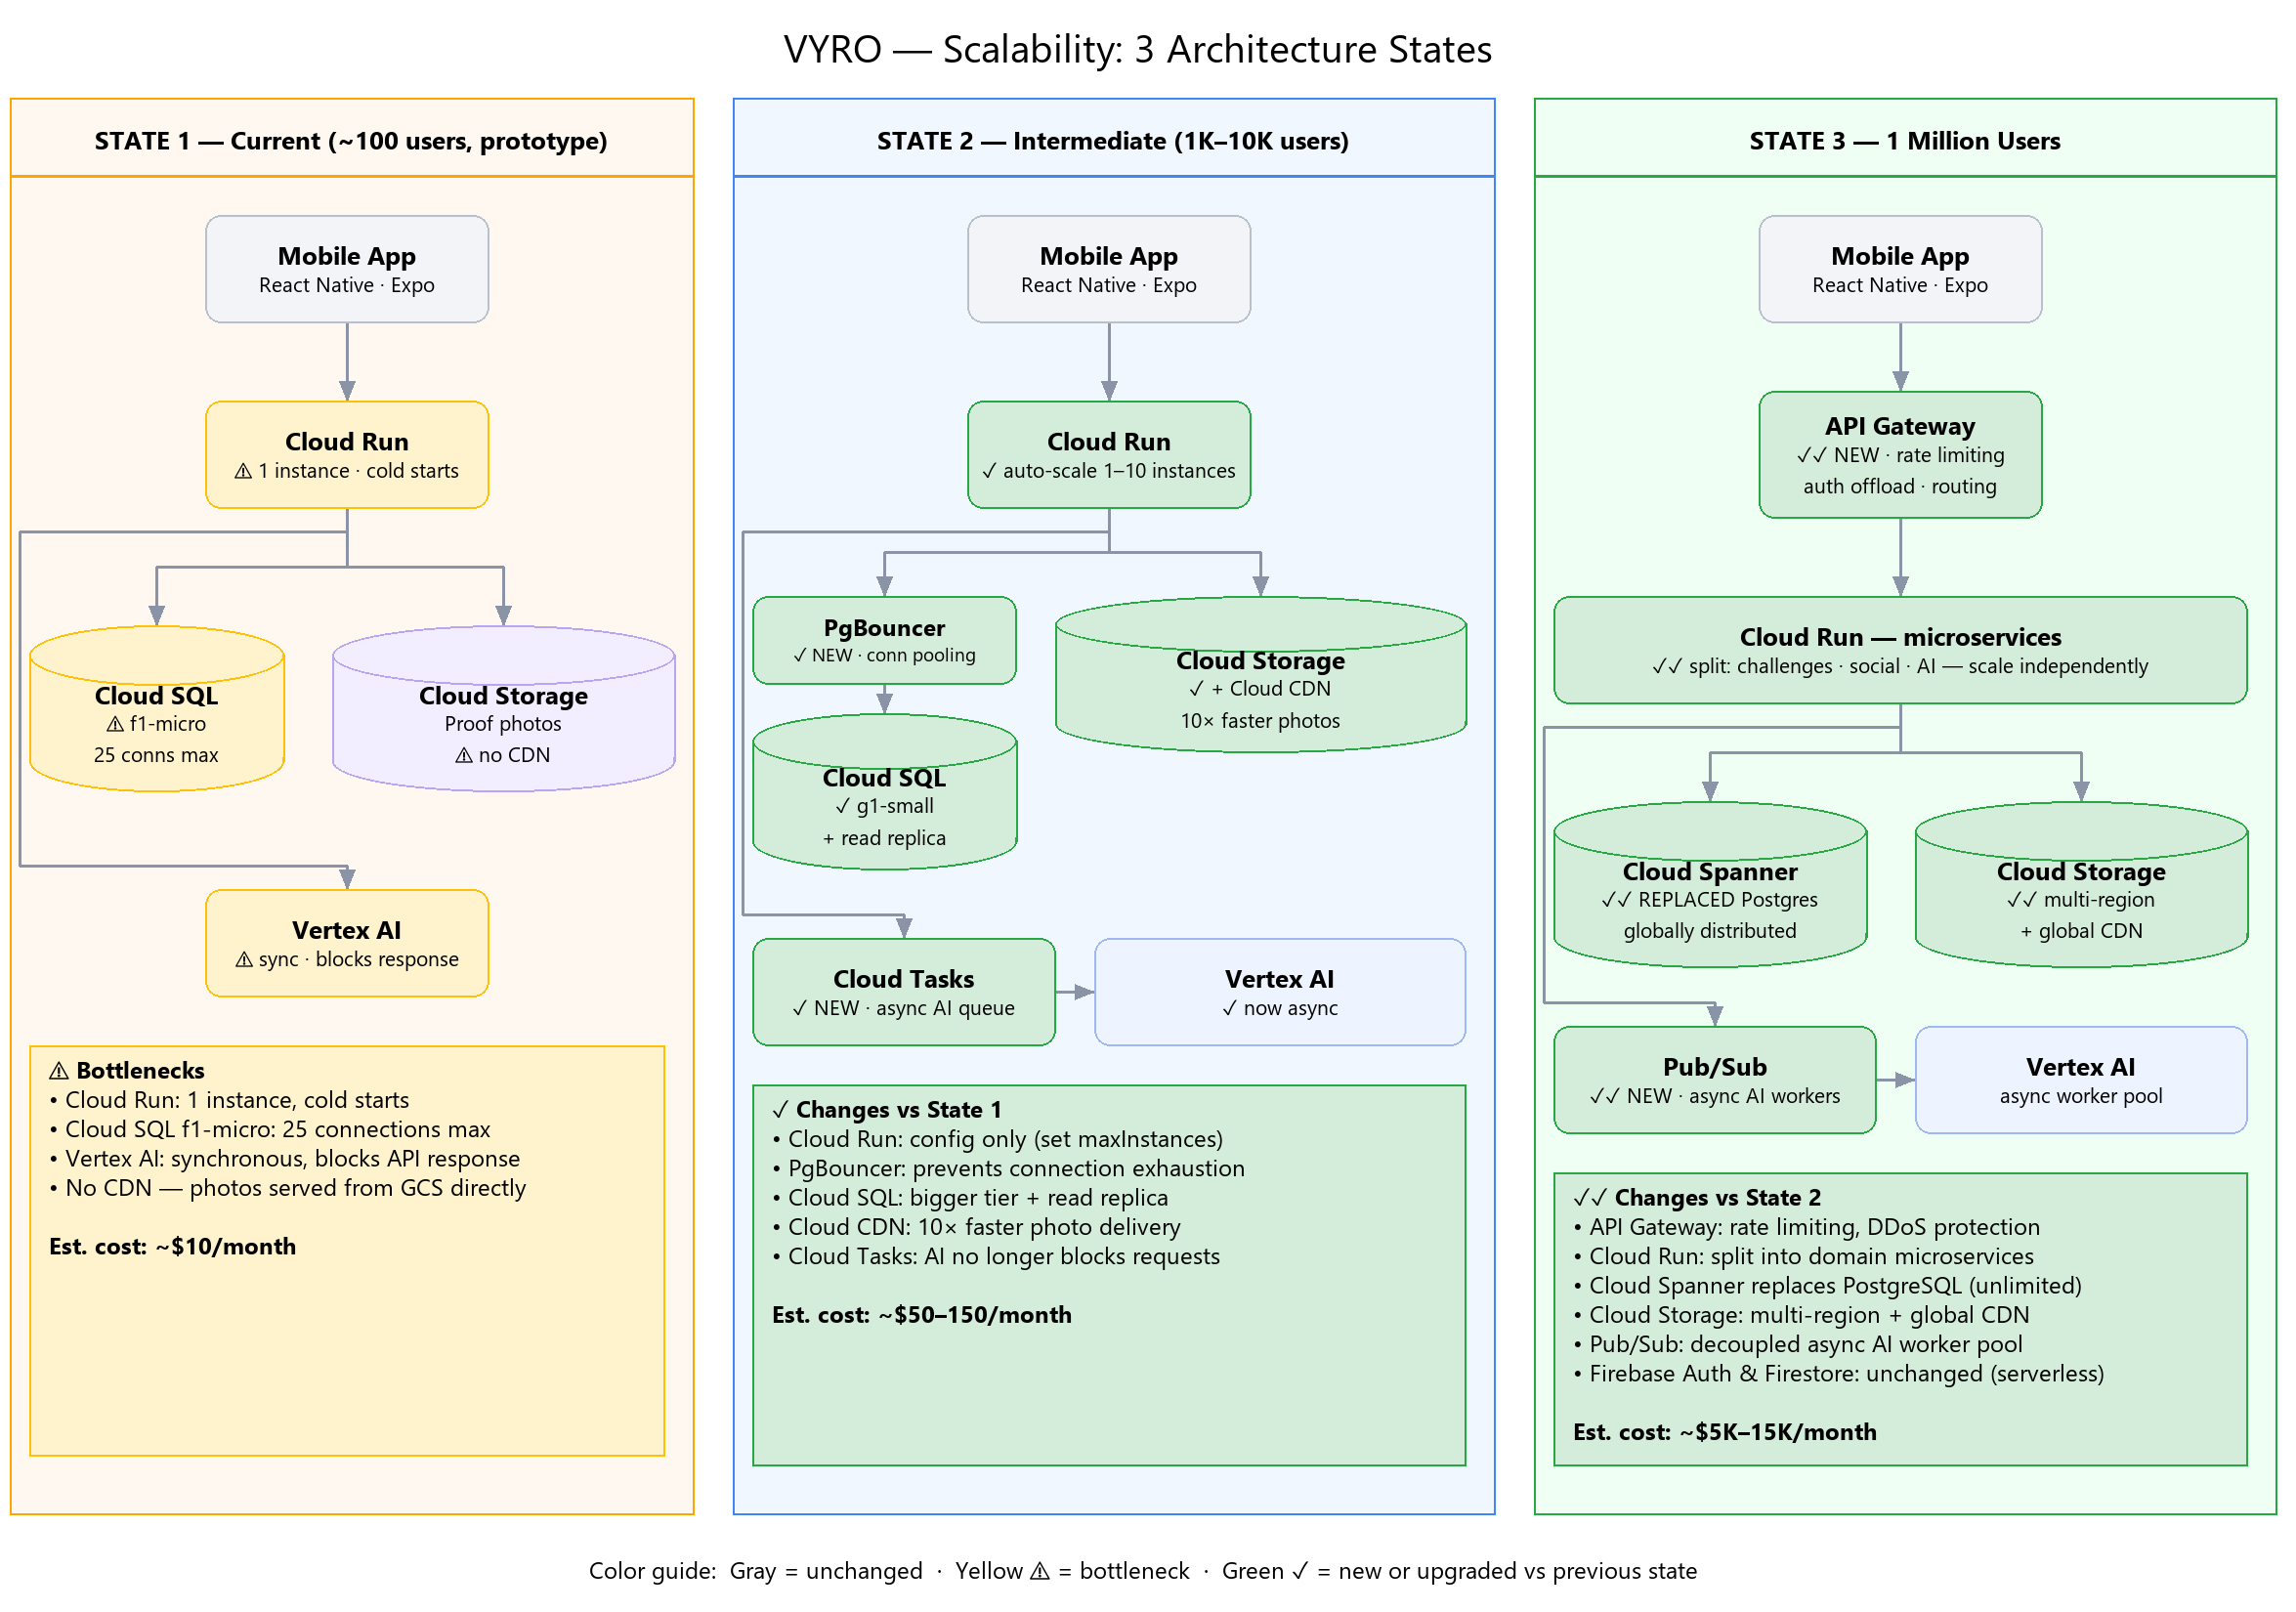 VYRO — Scalability: 3 Architecture States
STATE 1 — Current (~100 users, prototype)
Mobile App
React Native · Expo
Cloud Run
⚠ 1 instance · cold starts
Cloud SQL
⚠ f1-micro
25 conns max
Cloud Storage
Proof photos
⚠ no CDN
Vertex AI
⚠ sync · blocks response
⚠ Bottlenecks
• Cloud Run: 1 instance, cold starts
• Cloud SQL f1-micro: 25 connections max
• Vertex AI: synchronous, blocks API response
• No CDN — photos served from GCS directly
Est. cost: ~$10/month
STATE 2 — Intermediate (1K–10K users)
Mobile App
React Native · Expo
Cloud Run
✓ auto-scale 1–10 instances
PgBouncer
✓ NEW · conn pooling
Cloud Storage
✓ + Cloud CDN
10× faster photos
Cloud SQL
✓ g1-small
+ read replica
Cloud Tasks
✓ NEW · async AI queue
Vertex AI
✓ now async
✓ Changes vs State 1
• Cloud Run: config only (set maxInstances)
• PgBouncer: prevents connection exhaustion
• Cloud SQL: bigger tier + read replica
• Cloud CDN: 10× faster photo delivery
• Cloud Tasks: AI no longer blocks requests
Est. cost: ~$50–150/month
STATE 3 — 1 Million Users
Mobile App
React Native · Expo
API Gateway
✓✓ NEW · rate limiting
auth offload · routing
Cloud Run — microservices
✓✓ split: challenges · social · AI — scale independently
Cloud Spanner
✓✓ REPLACED Postgres
globally distributed
Cloud Storage
✓✓ multi-region
+ global CDN
Pub/Sub
✓✓ NEW · async AI workers
Vertex AI
async worker pool
✓✓ Changes vs State 2
• API Gateway: rate limiting, DDoS protection
• Cloud Run: split into domain microservices
• Cloud Spanner replaces PostgreSQL (unlimited)
• Cloud Storage: multi-region + global CDN
• Pub/Sub: decoupled async AI worker pool
• Firebase Auth & Firestore: unchanged (serverless)
Est. cost: ~$5K–15K/month
Color guide:  Gray = unchanged  ·  Yellow ⚠ = bottleneck  ·  Green ✓ = new or upgraded vs previous state